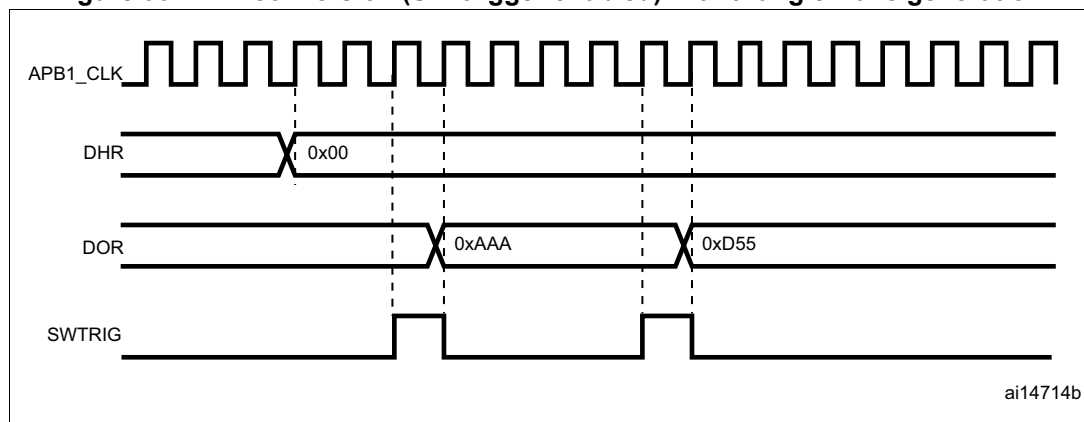 APB1_CLK
DHR
0x00
DOR
0xAAA
0xD55
SWTRIG
ai14714b